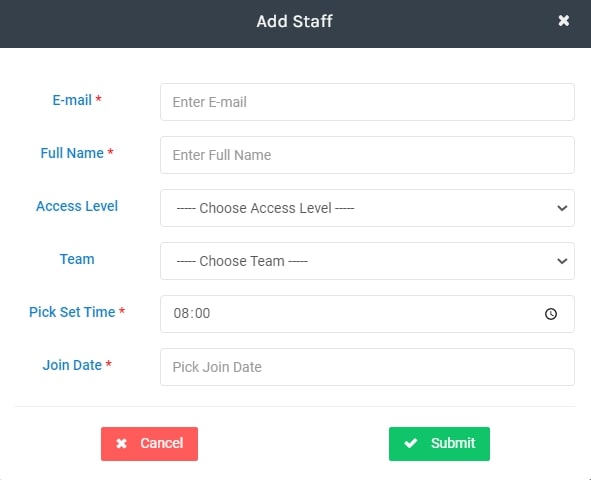 Add Staff
E-mail *
Enter E-mail
Full Name *
Enter Full Name
Access Level
----- Choose Access Level -----
Team
----- Choose Team -----
Pick Set Time *
08:00
Join Date *
Pick Join Date
Cancel
Submit